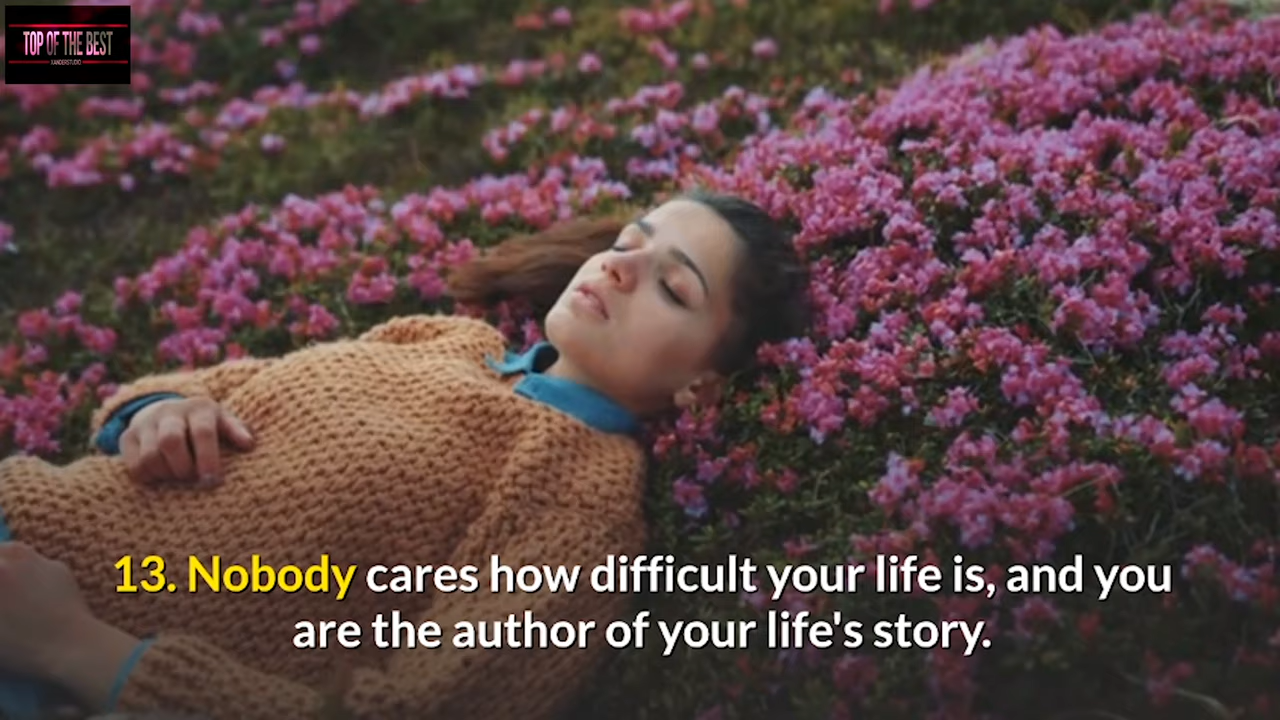 TOP OF THE BEST
XANDERSTUDIO
13. Nobody cares how difficult your life is, and you
are the author of your life's story.